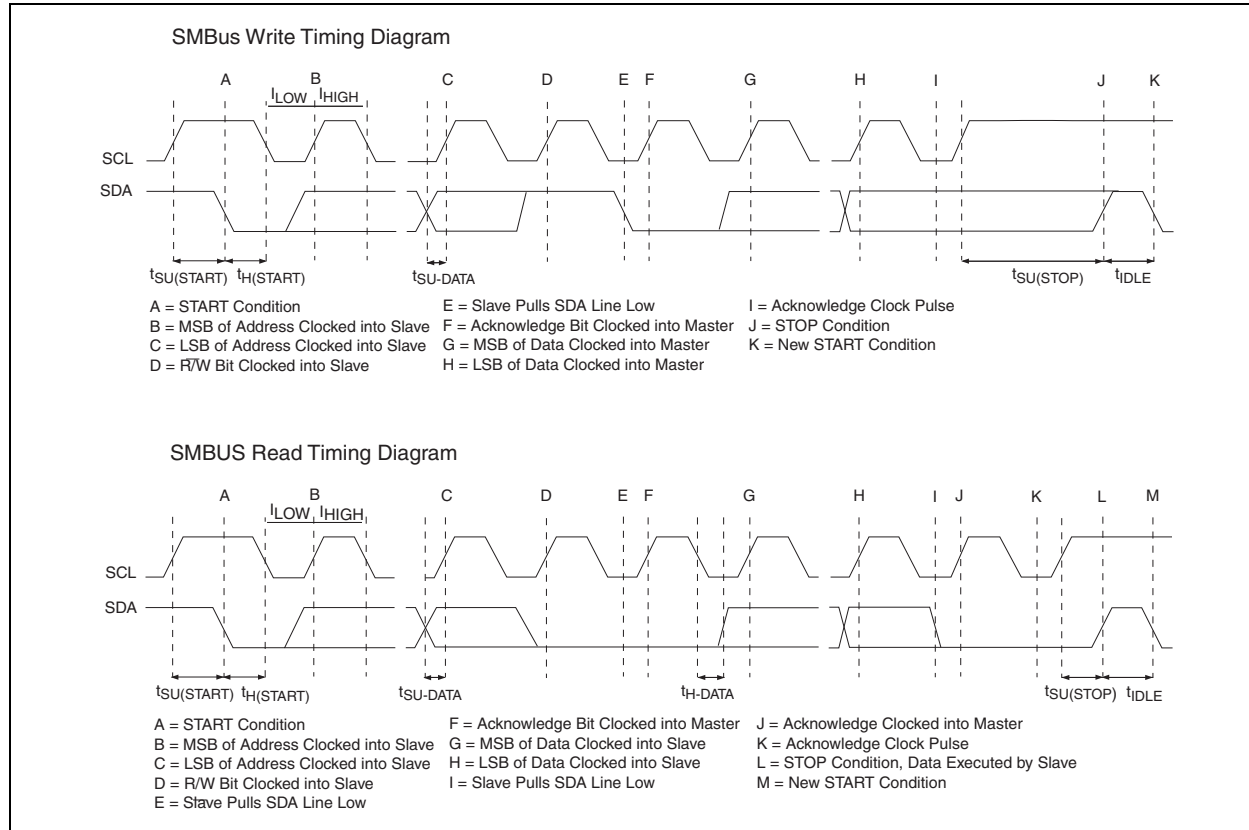 SMBus Write Timing Diagram
A B C D E F G H I J K
ILOW IHIGH
SCL
SDA
tSU(START) tH(START) tSU-DATA tSU(STOP) tIDLE
A = START Condition
B = MSB of Address Clocked into Slave
C = LSB of Address Clocked into Slave
D = R/W Bit Clocked into Slave
E = Slave Pulls SDA Line Low
F = Acknowledge Bit Clocked into Master
G = MSB of Data Clocked into Master
H = LSB of Data Clocked into Master
I = Acknowledge Clock Pulse
J = STOP Condition
K = New START Condition
SMBUS Read Timing Diagram
A B C D E F G H I J K L M
ILOW IHIGH
SCL
SDA
tSU(START) tH(START) tSU-DATA tH-DATA tSU(STOP) tIDLE
A = START Condition
B = MSB of Address Clocked into Slave
C = LSB of Address Clocked into Slave
D = R/W Bit Clocked into Slave
E = Slave Pulls SDA Line Low
F = Acknowledge Bit Clocked into Master
G = MSB of Data Clocked into Slave
H = LSB of Data Clocked into Slave
I = Slave Pulls SDA Line Low
J = Acknowledge Clocked into Master
K = Acknowledge Clock Pulse
L = STOP Condition, Data Executed by Slave
M = New START Condition